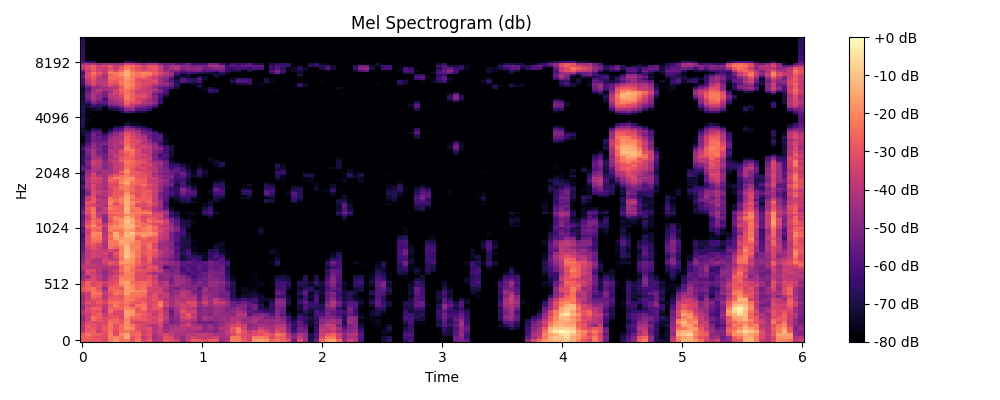 Mel Spectrogram (db)
Hz
8192
4096
2048
1024
512
0
0 1 2 3 4 5 6
Time
+0 dB
-10 dB
-20 dB
-30 dB
-40 dB
-50 dB
-60 dB
-70 dB
-80 dB